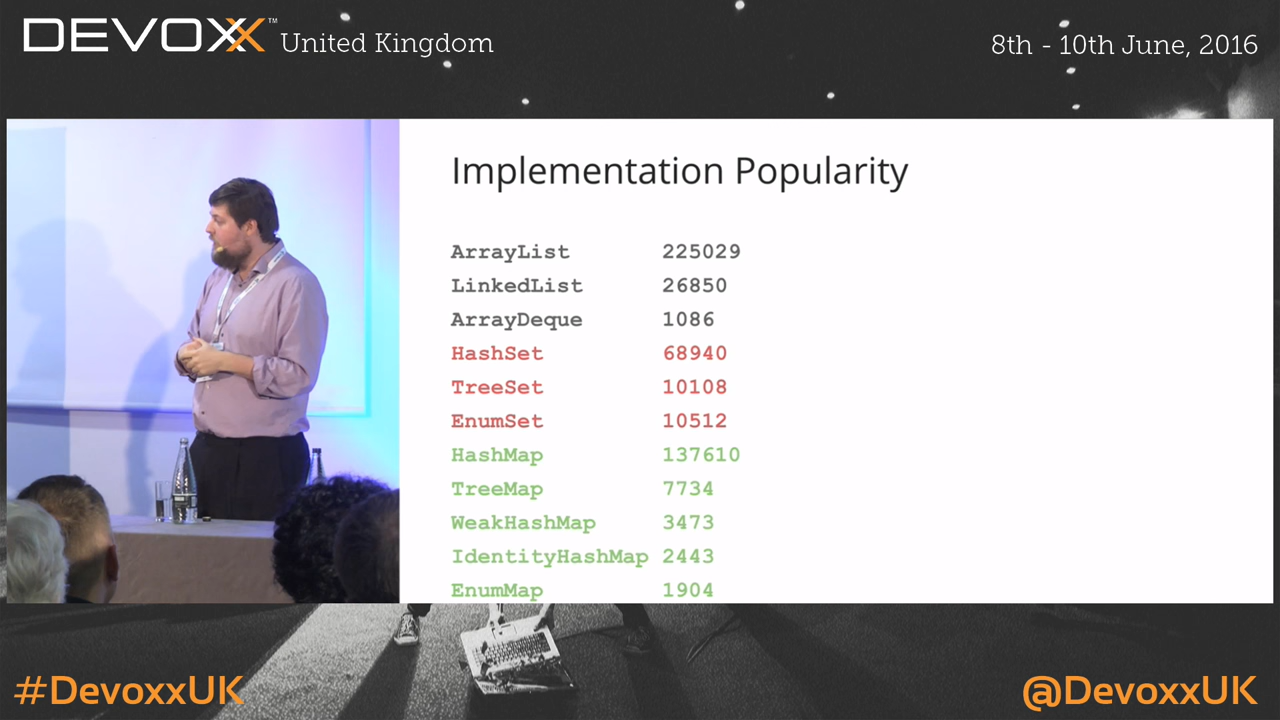 DEVOXX™ United Kingdom
8th - 10th June, 2016
Implementation Popularity
ArrayList 225029
LinkedList 26850
ArrayDeque 1086
HashSet 68940
TreeSet 10108
EnumSet 10512
HashMap 137610
TreeMap 7734
WeakHashMap 3473
IdentityHashMap 2443
EnumMap 1904
#DevoxxUK
@DevoxxUK